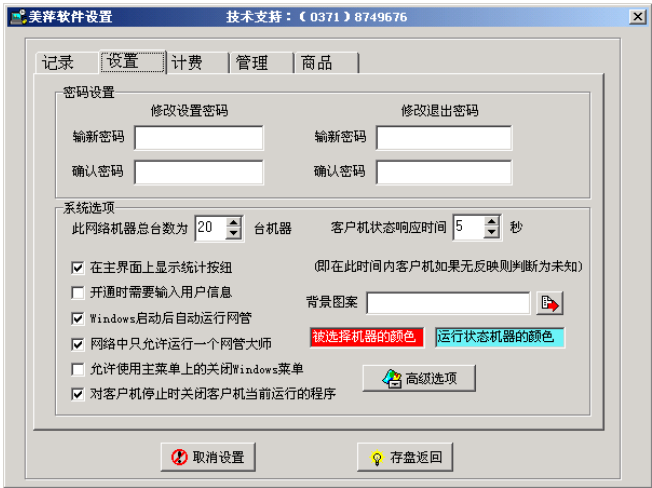 美萍软件设置 技术支持：(0371)8749676
记录 设置 计费 管理 商品
密码设置
修改设置密码 修改退出密码
输新密码 输新密码
确认密码 确认密码
系统选项
此网络机器总台数为 20 台机器 客户机状态响应时间 5 秒
在主界面上显示统计按纽 (即在此时间内客户机如果无反映则判断为未知)
开通时需要输入用户信息
背景图案
Windows启动后自动运行网管
被选择机器的颜色 运行状态机器的颜色
网络中只允许运行一个网管大师
允许使用主菜单上的关闭Windows菜单
高级选项
对客户机停止时关闭客户机当前运行的程序
取消设置 存盘返回